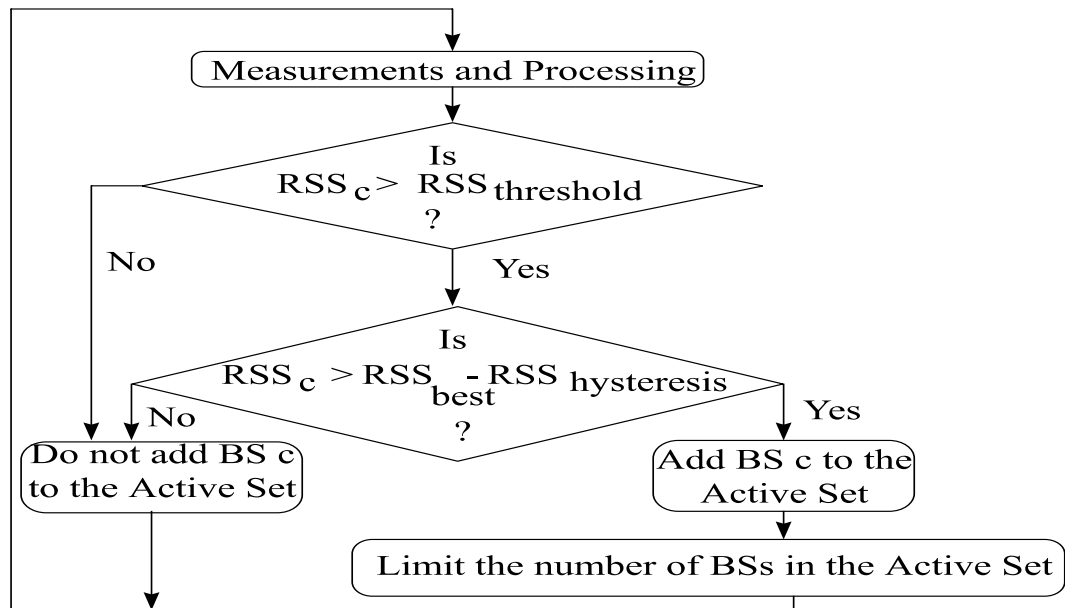 Measurements and Processing
Is
RSS c > RSS threshold
?
No
Yes
Is
RSS c > RSS best - RSS hysteresis
?
No
Yes
Do not add BS c
to the Active Set
Add BS c to the
Active Set
Limit the number of BSs in the Active Set